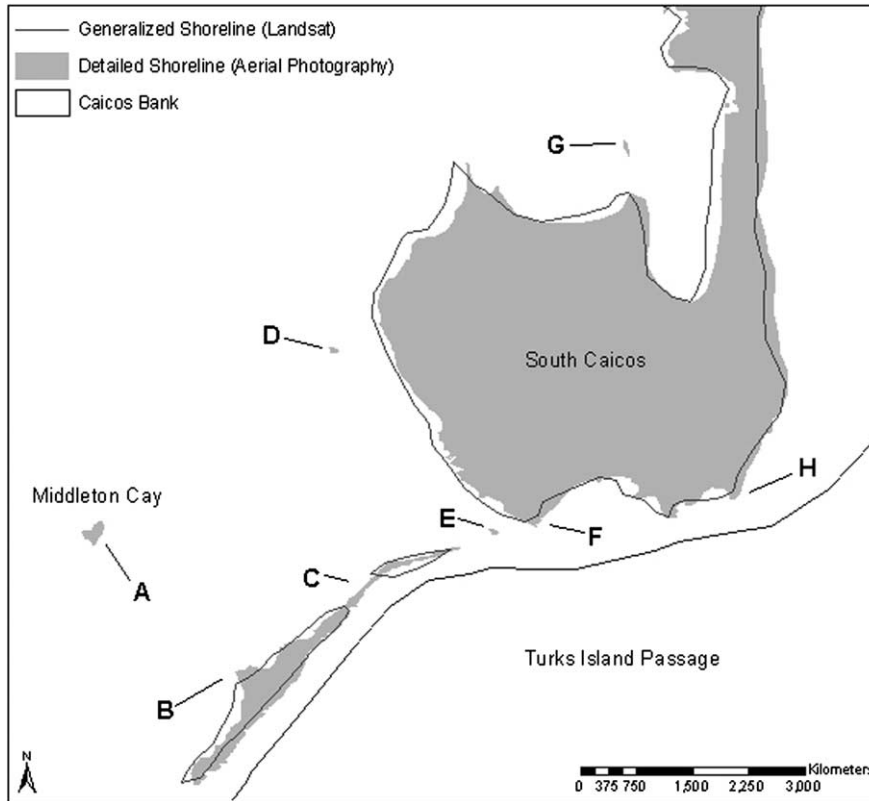 Generalized Shoreline (Landsat)
Detailed Shoreline (Aerial Photography)
Caicos Bank
G
D
South Caicos
Middleton Cay
H
E
F
C
A
Turks Island Passage
B
N
Kilometers
0 375 750 1,500 2,250 3,000